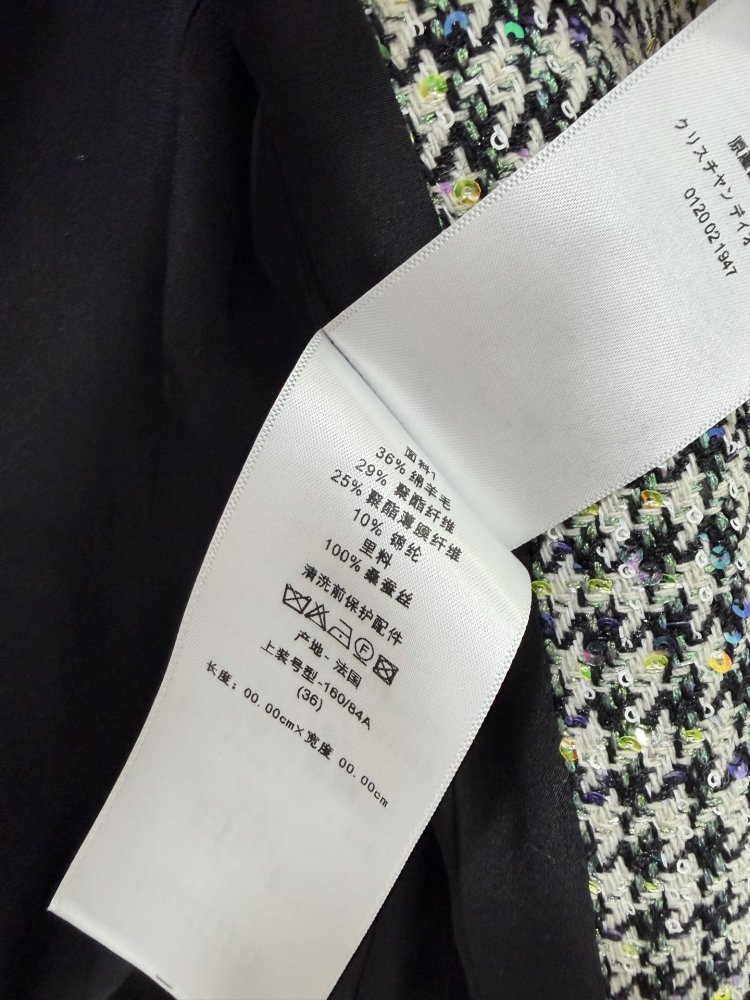 クリスチャン ディオ
0120 02 1947
面料-1
36% 绵羊毛
29% 聚酯纤维
25% 聚酯薄膜纤维
10% 锦纶
里料
100% 桑蚕丝
清洗前保护配件
F
产地 - 法国
上装号型 -160/84A
(36)
长度: 00.00cm×宽度 00.00cm